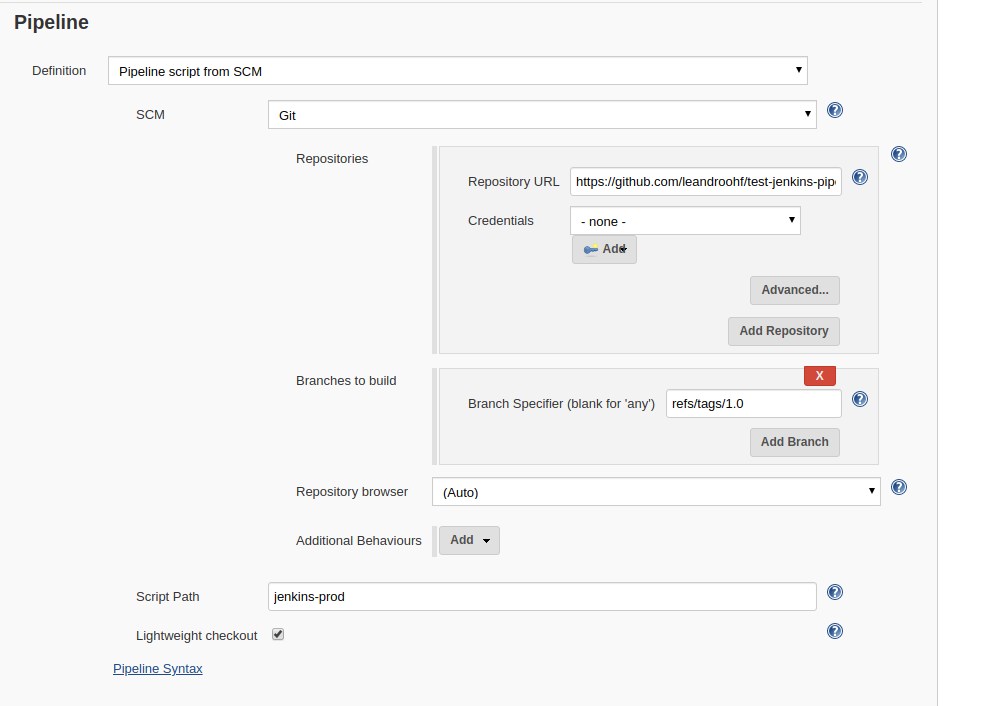 Pipeline
Definition Pipeline script from SCM
SCM Git
Repositories
Repository URL https://github.com/leandroohf/test-jenkins-pip
Credentials - none -
Add
Advanced...
Add Repository
X
Branches to build
Branch Specifier (blank for 'any') refs/tags/1.0
Add Branch
Repository browser (Auto)
Additional Behaviours Add
Script Path jenkins-prod
Lightweight checkout
Pipeline Syntax